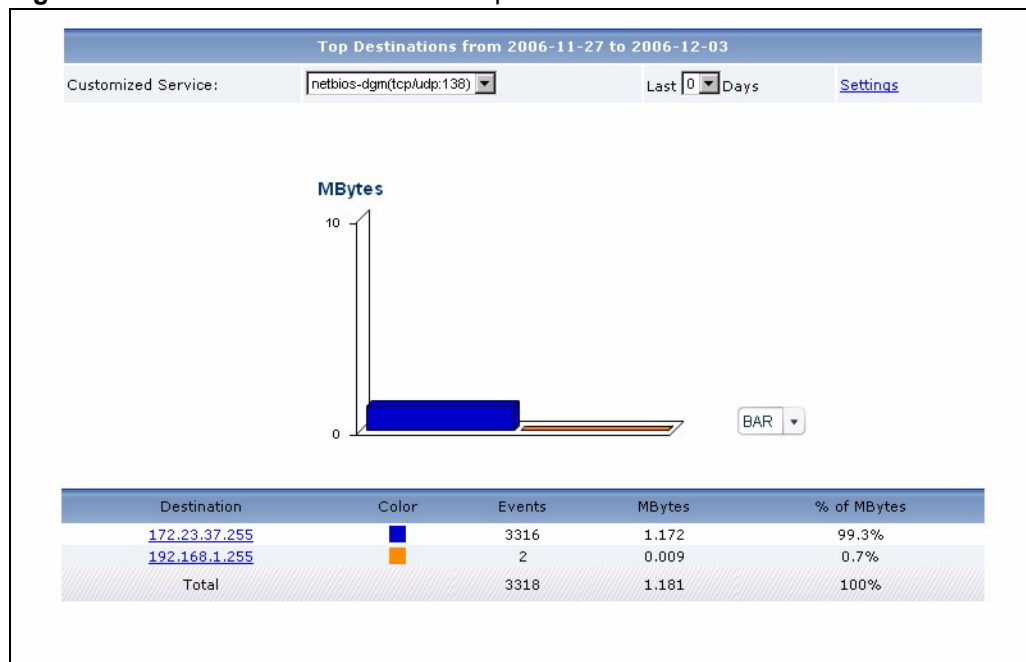 Top Destinations from 2006-11-27 to 2006-12-03
Customized Service: netbios-dgm(tcp/udp:138) Last 0 Days Settings
MBytes
10
0
BAR
Destination Color Events MBytes % of MBytes
172.23.37.255 3316 1.172 99.3%
192.168.1.255 2 0.009 0.7%
Total 3318 1.181 100%